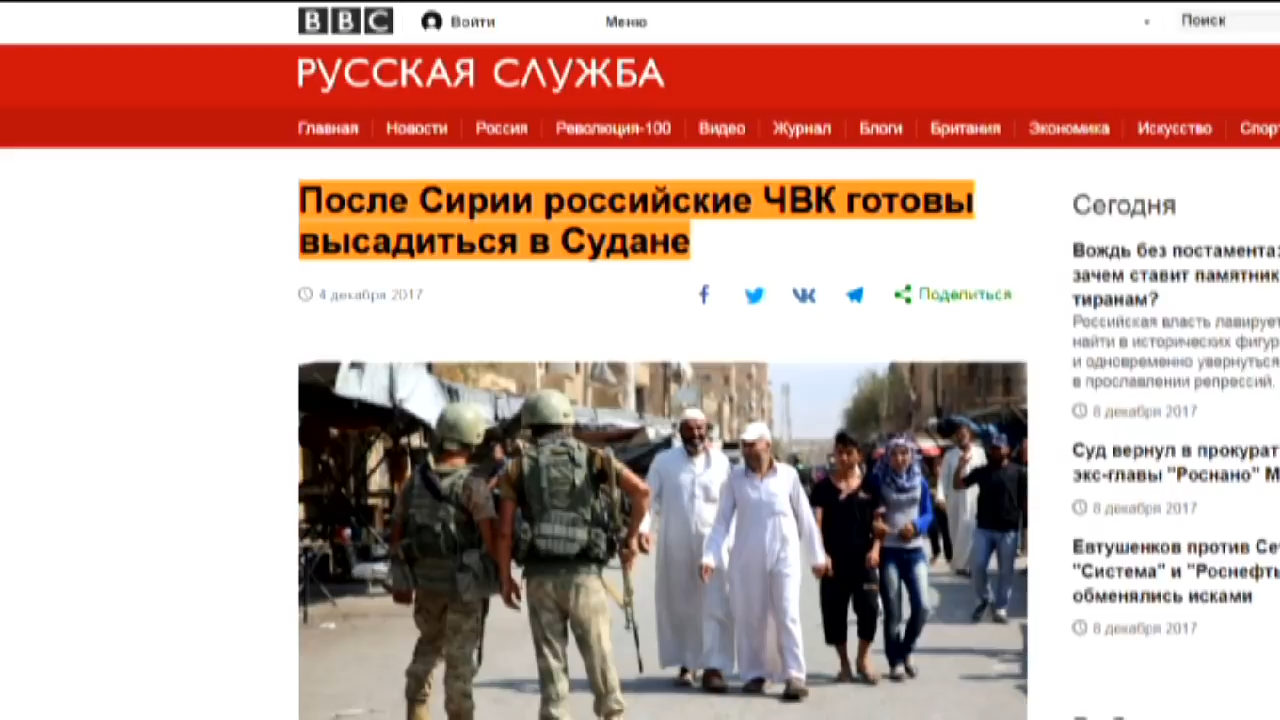 BBC Войти Меню Поиск
РУССКАЯ СЛУЖБА
Главная Новости Россия Революция-100 Видео Журнал Блоги Британия Экономика Искусство Спорт
После Сирии российские ЧВК готовы
высадиться в Судане
4 декабря 2017
Поделиться
Сегодня
Вождь без постамента:
зачем ставит памятник
тиранам?
Российская власть лавирует
найти в исторических фигур
и одновременно увернуться
в прославлении репрессий.
8 декабря 2017
Суд вернул в прокурат
экс-главы "Роснано" М
8 декабря 2017
Евтушенков против Се
"Система" и "Роснефть
обменялись исками
8 декабря 2017